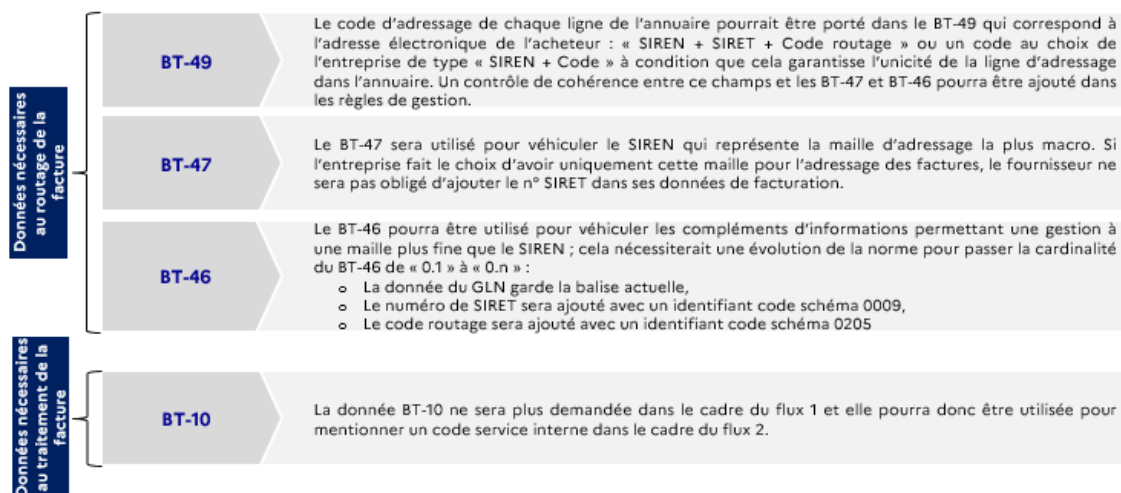 Données nécessaires
au routage de la
facture
BT-49
Le code d'adressage de chaque ligne de l'annuaire pourrait être porté dans le BT-49 qui correspond à
l'adresse électronique de l'acheteur : « SIREN + SIRET + Code routage » ou un code au choix de
l'entreprise de type « SIREN + Code » à condition que cela garantisse l'unicité de la ligne d'adressage
dans l'annuaire. Un contrôle de cohérence entre ce champs et les BT-47 et BT-46 pourra être ajouté dans
les règles de gestion.
BT-47
Le BT-47 sera utilisé pour véhiculer le SIREN qui représente la maille d'adressage la plus macro. Si
l'entreprise fait le choix d'avoir uniquement cette maille pour l'adressage des factures, le fournisseur ne
sera pas obligé d'ajouter le n° SIRET dans ses données de facturation.
BT-46
Le BT-46 pourra être utilisé pour véhiculer les compléments d'informations permettant une gestion à
une maille plus fine que le SIREN ; cela nécessiterait une évolution de la norme pour passer la cardinalité
du BT-46 de « 0.1 » à « 0.n » :
o La donnée du GLN garde la balise actuelle,
o Le numéro de SIRET sera ajouté avec un identifiant code schéma 0009,
o Le code routage sera ajouté avec un identifiant code schéma 0205
Données nécessaires
au traitement de la
facture
BT-10
La donnée BT-10 ne sera plus demandée dans le cadre du flux 1 et elle pourra donc être utilisée pour
mentionner un code service interne dans le cadre du flux 2.